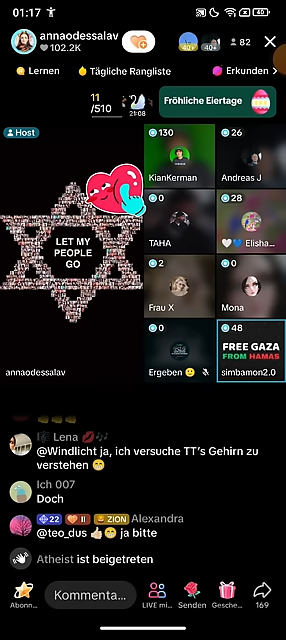 01:17
40
annaodessalav
102.2K
40+
40+
82
Lernen
Tägliche Rangliste
Erkunden
11
/510
21:08
Fröhliche Eiertage
Host
LET MY
PEOPLE
GO
annaodessalav
130
KianKerman
26
Andreas J
0
TAHA
28
Elisha...
2
Frau X
0
Mona
0
Ergeben
48
FREE GAZA
FROM HAMAS
simbamon2.0
Lena
@Windlicht ja, ich versuche TT's Gehirn zu
verstehen
Ich 007
Doch
22 II ZION Alexandra
@teo_dus ja bitte
Atheist ist beigetreten
Kommenta...
Abonn...
LIVE mi...
Senden
Gesche...
169